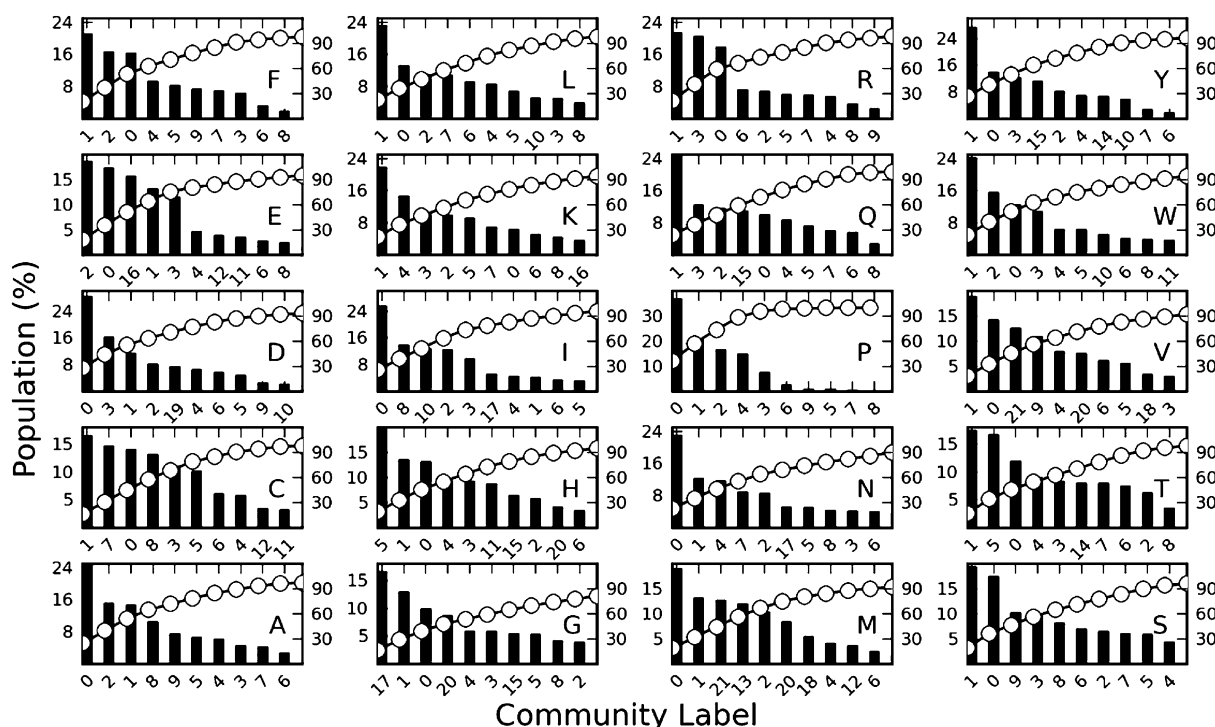 24 16 8 F 90 60 30
1 2 0 4 5 9 7 3 6 8
24 16 8 L 90 60 30
1 0 2 7 6 4 5 10 3 8
24 16 8 R 90 60 30
1 3 0 6 2 5 7 4 8 9
24 16 8 Y 90 60 30
1 0 3 15 2 4 14 10 7 6
15 10 5 E 90 60 30
2 0 16 1 3 4 12 11 6 8
24 16 8 K 90 60 30
1 4 3 2 5 7 0 6 8 16
24 16 8 Q 90 60 30
1 3 2 15 0 4 5 7 6 8
24 16 8 W 90 60 30
1 2 0 3 4 5 10 6 8 11
Population (%)
24 16 8 D 90 60 30
0 3 1 2 19 4 6 5 9 10
24 16 8 I 90 60 30
0 8 10 2 3 17 4 1 6 5
30 20 10 P 90 60 30
0 1 2 4 3 6 9 5 7 8
15 10 5 V 90 60 30
1 0 21 9 4 20 6 5 18 3
15 10 5 C 90 60 30
1 7 0 8 3 5 6 4 12 11
15 10 5 H 90 60 30
5 1 0 4 3 11 15 2 20 6
24 16 8 N 90 60 30
0 1 4 7 2 17 5 8 3 6
15 10 5 T 90 60 30
1 5 0 4 3 14 7 6 2 8
24 16 8 A 90 60 30
0 2 1 8 9 5 4 3 7 6
15 10 5 G 90 60 30
17 1 0 20 4 3 15 5 8 2
15 10 5 M 90 60 30
0 1 21 13 2 20 18 4 12 6
15 10 5 S 90 60 30
1 0 9 3 8 6 2 7 5 4
Community Label